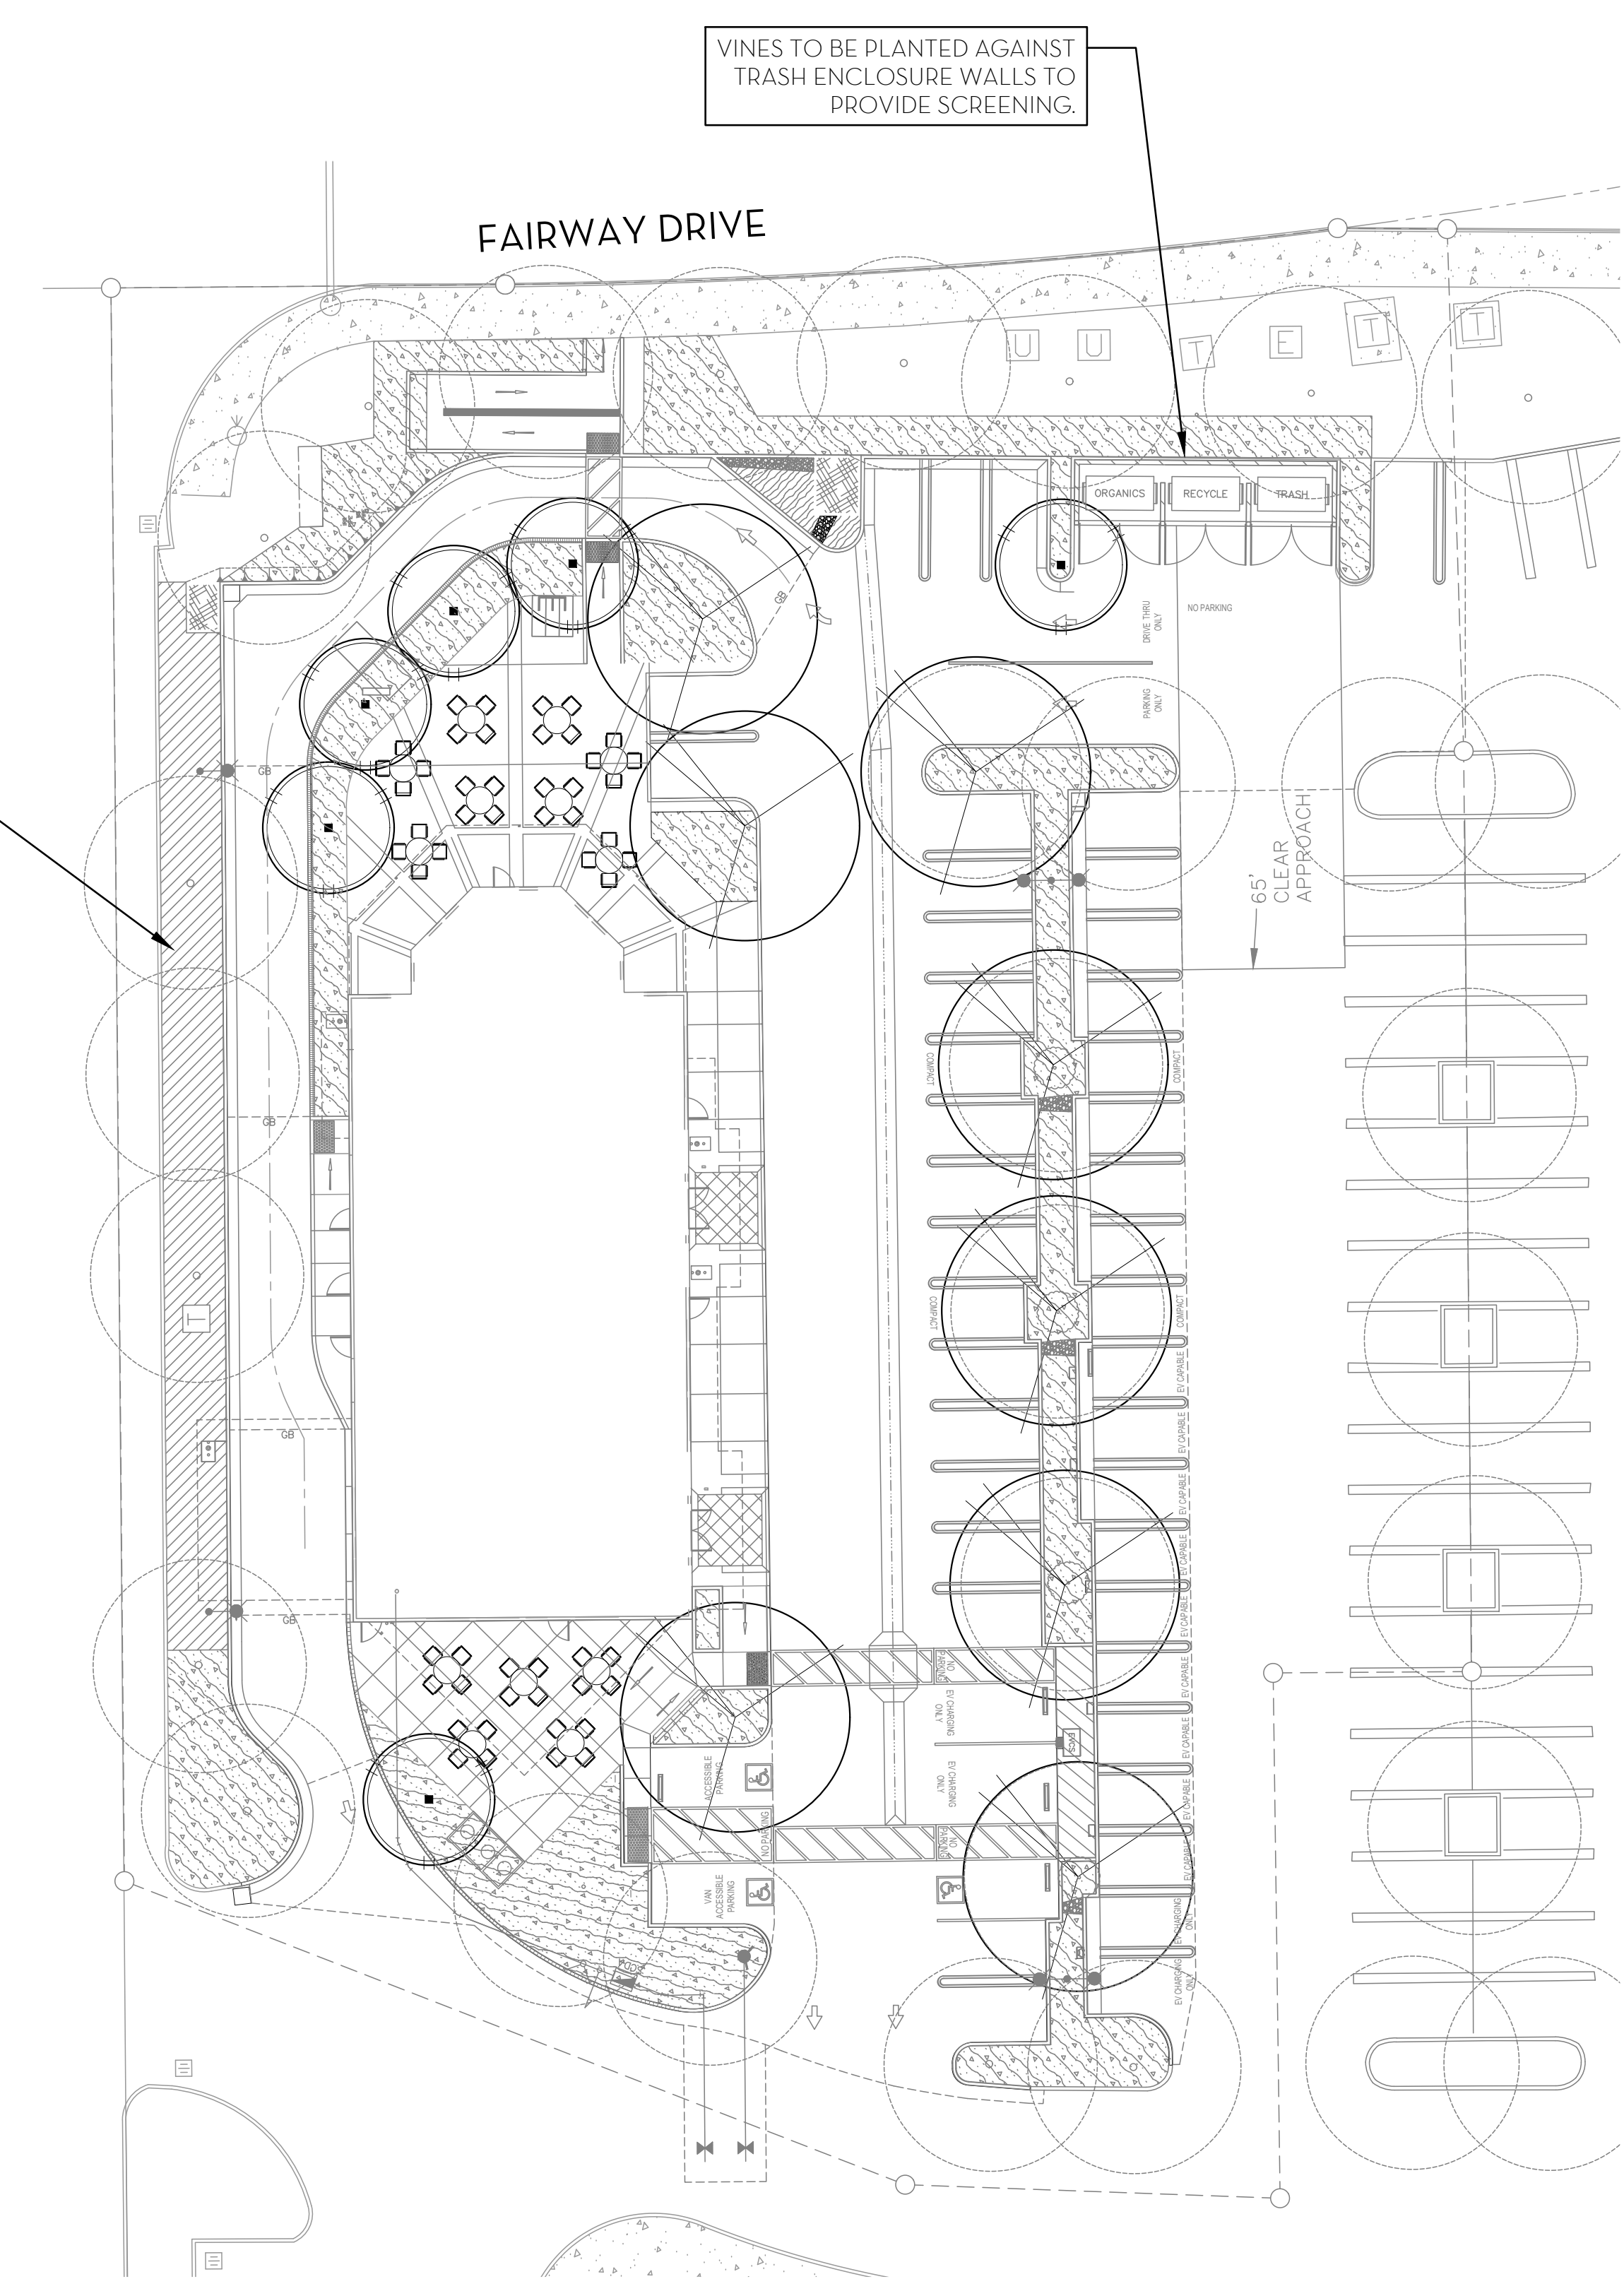 VINES TO BE PLANTED AGAINST
TRASH ENCLOSURE WALLS TO
PROVIDE SCREENING.
FAIRWAY DRIVE
U
U
T
E
T
T
ORGANICS
RECYCLE
TRASH
GB
DRIVE THRU
ONLY
NO PARKING
PARKING
ONLY
GB
65'
CLEAR
APPROACH
COMPACT
COMPACT
GB
COMPACT
COMPACT
T
EV CAPABLE
EV CAPABLE
GB
EV CAPABLE
EV CAPABLE
GB
EV CAPABLE
NO
PARKING
EV CAPABLE
EV CHARGING
ONLY
EV CAPABLE
EVCS
ACCESSIBLE
PARKING
EV CHARGING
ONLY
EV CAPABLE
NO PARKING
NO
PARKING
EV CAPABLE
VAN
ACCESSIBLE
PARKING
EV CHARGING
ONLY
EV CHARGING
ONLY